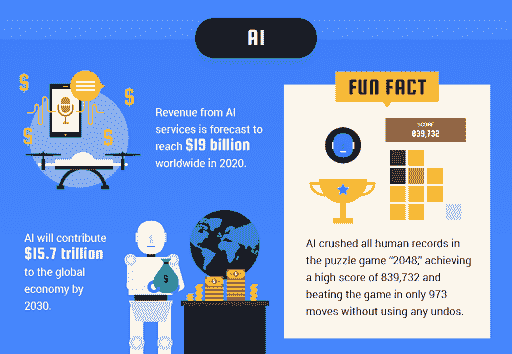 AI
Revenue from AI
services is forecast to
reach $19 billion
worldwide in 2020.
AI will contribute
$15.7 trillion
to the global
economy by
2030.
FUN FACT
SCORE
839,732
AI crushed all human records in
the puzzle game "2048," achieving
a high score of 839,732 and
beating the game in only 973
moves without using any undos.